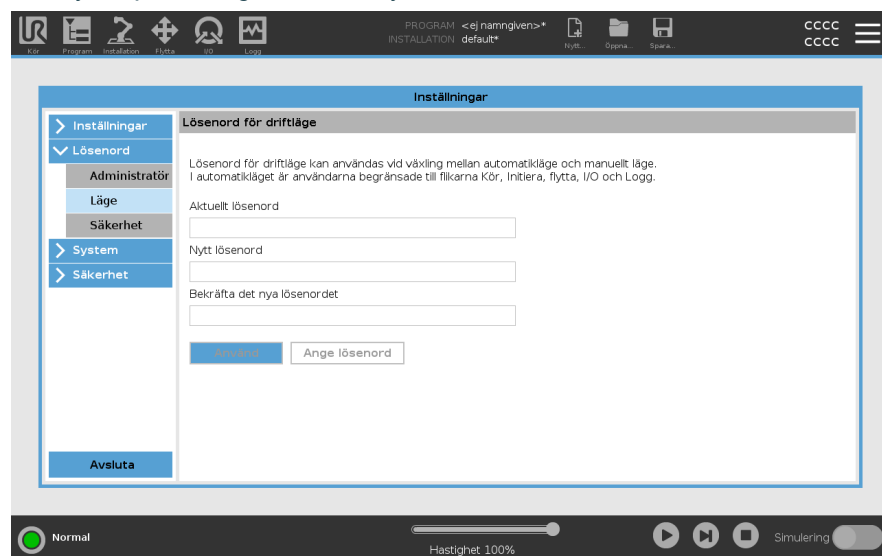 PROGRAM <ej namngiven>*
INSTALLATION default*
UR
Kör
Program
Installation
Flytta
I/O
Logg
Nytt...
Öppna...
Spara...
CCCC
CCCC
Inställningar
Inställningar
Lösenord
Administratör
Läge
Säkerhet
System
Säkerhet
Avsluta
Lösenord för driftläge
Lösenord för driftläge kan användas vid växling mellan automatikläge och manuellt läge.
I automatikläget är användarna begränsade till flikarna Kör, Initiera, flytta, I/O och Logg.
Aktuellt lösenord
Nytt lösenord
Bekräfta det nya lösenordet
Använd
Ange lösenord
Normal
Hastighet 100%
Simulering